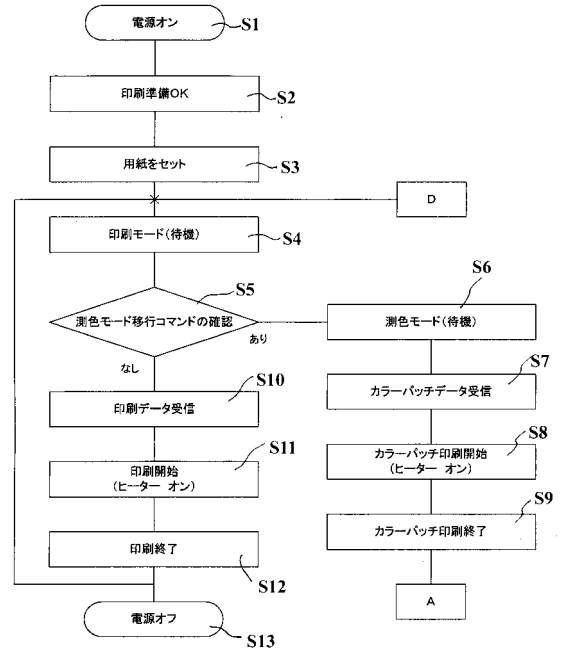 電源オン
S1
印刷準備OK
S2
用紙をセット
S3
D
印刷モード(待機)
S4
S5
測色モード移行コマンドの確認
あり
なし
S6
測色モード(待機)
S7
カラーパッチデータ受信
S10
印刷データ受信
S8
カラーパッチ印刷開始
(ヒーター オン)
S11
印刷開始
(ヒーター オン)
S9
カラーパッチ印刷終了
印刷終了
S12
A
電源オフ
S13